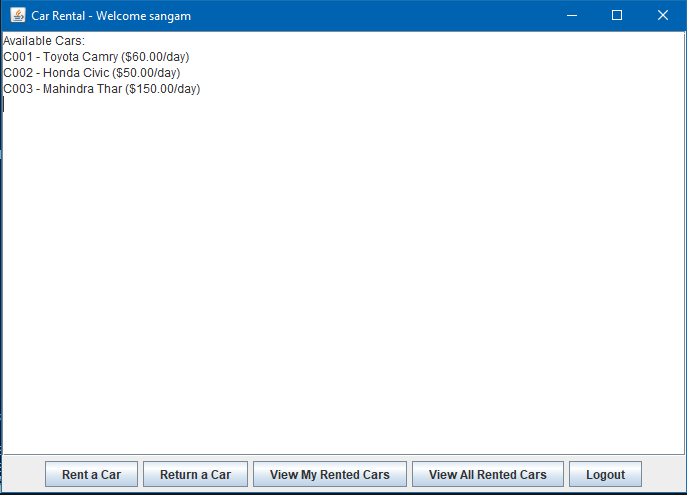 Car Rental - Welcome sangam
Available Cars:
C001 - Toyota Camry ($60.00/day)
C002 - Honda Civic ($50.00/day)
C003 - Mahindra Thar ($150.00/day)
Rent a Car
Return a Car
View My Rented Cars
View All Rented Cars
Logout